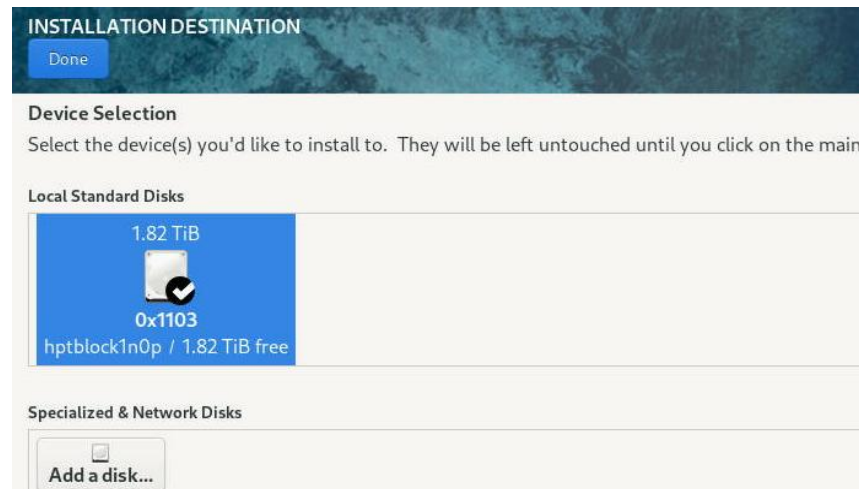 INSTALLATION DESTINATION
Done
Device Selection
Select the device(s) you'd like to install to.  They will be left untouched until you click on the main
Local Standard Disks
1.82 TiB
0x1103
hptblock1n0p / 1.82 TiB free
Specialized & Network Disks
Add a disk...